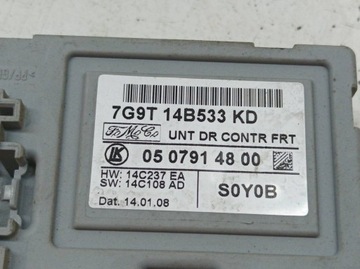 7G9T 14B533 KD
FoMoCo UNT DR CONTR FRT
LK 05 0791 48 00
HW: 14C237 EA
SW: 14C108 AD
S0Y0B
Dat. 14.01.08